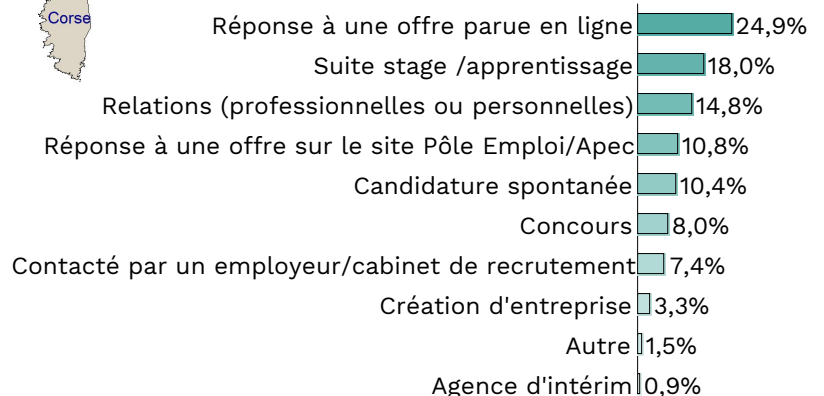 Corse
Réponse à une offre parue en ligne 24,9%
Suite stage /apprentissage 18,0%
Relations (professionnelles ou personnelles) 14,8%
Réponse à une offre sur le site Pôle Emploi/Apec 10,8%
Candidature spontanée 10,4%
Concours 8,0%
Contacté par un employeur/cabinet de recrutement 7,4%
Création d'entreprise 3,3%
Autre 1,5%
Agence d'intérim 0,9%